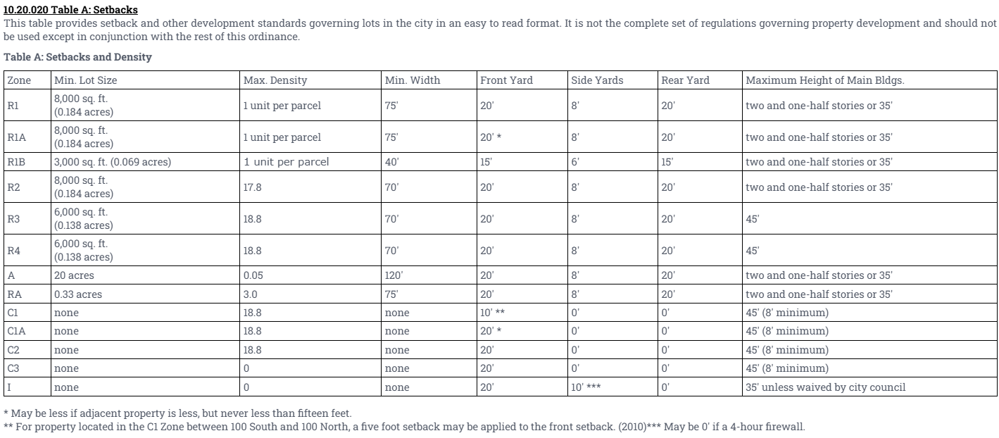 10.20.020 Table A: Setbacks
This table provides setback and other development standards governing lots in the city in an easy to read format. It is not the complete set of regulations governing property development and should not
be used except in conjunction with the rest of this ordinance.
Table A: Setbacks and Density
Zone Min. Lot Size Max. Density Min. Width Front Yard Side Yards Rear Yard Maximum Height of Main Bldgs.
R1 8,000 sq. ft. (0.184 acres) 1 unit per parcel 75' 20' 8' 20' two and one-half stories or 35'
R1A 8,000 sq. ft. (0.184 acres) 1 unit per parcel 75' 20' * 8' 20' two and one-half stories or 35'
R1B 3,000 sq. ft. (0.069 acres) 1 unit per parcel 40' 15' 6' 15' two and one-half stories or 35'
R2 8,000 sq. ft. (0.184 acres) 17.8 70' 20' 8' 20' two and one-half stories or 35'
R3 6,000 sq. ft. (0.138 acres) 18.8 70' 20' 8' 20' 45'
R4 6,000 sq. ft. (0.138 acres) 18.8 70' 20' 8' 20' 45'
A 20 acres 0.05 120' 20' 8' 20' two and one-half stories or 35'
RA 0.33 acres 3.0 75' 20' 8' 20' two and one-half stories or 35'
C1 none 18.8 none 10' ** 0' 0' 45' (8' minimum)
C1A none 18.8 none 20' * 0' 0' 45' (8' minimum)
C2 none 18.8 none 20' 0' 0' 45' (8' minimum)
C3 none 0 none 20' 0' 0' 45' (8' minimum)
I none 0 none 20' 10' *** 0' 35' unless waived by city council
* May be less if adjacent property is less, but never less than fifteen feet.
** For property located in the C1 Zone between 100 South and 100 North, a five foot setback may be applied to the front setback. (2010)*** May be 0' if a 4-hour firewall.